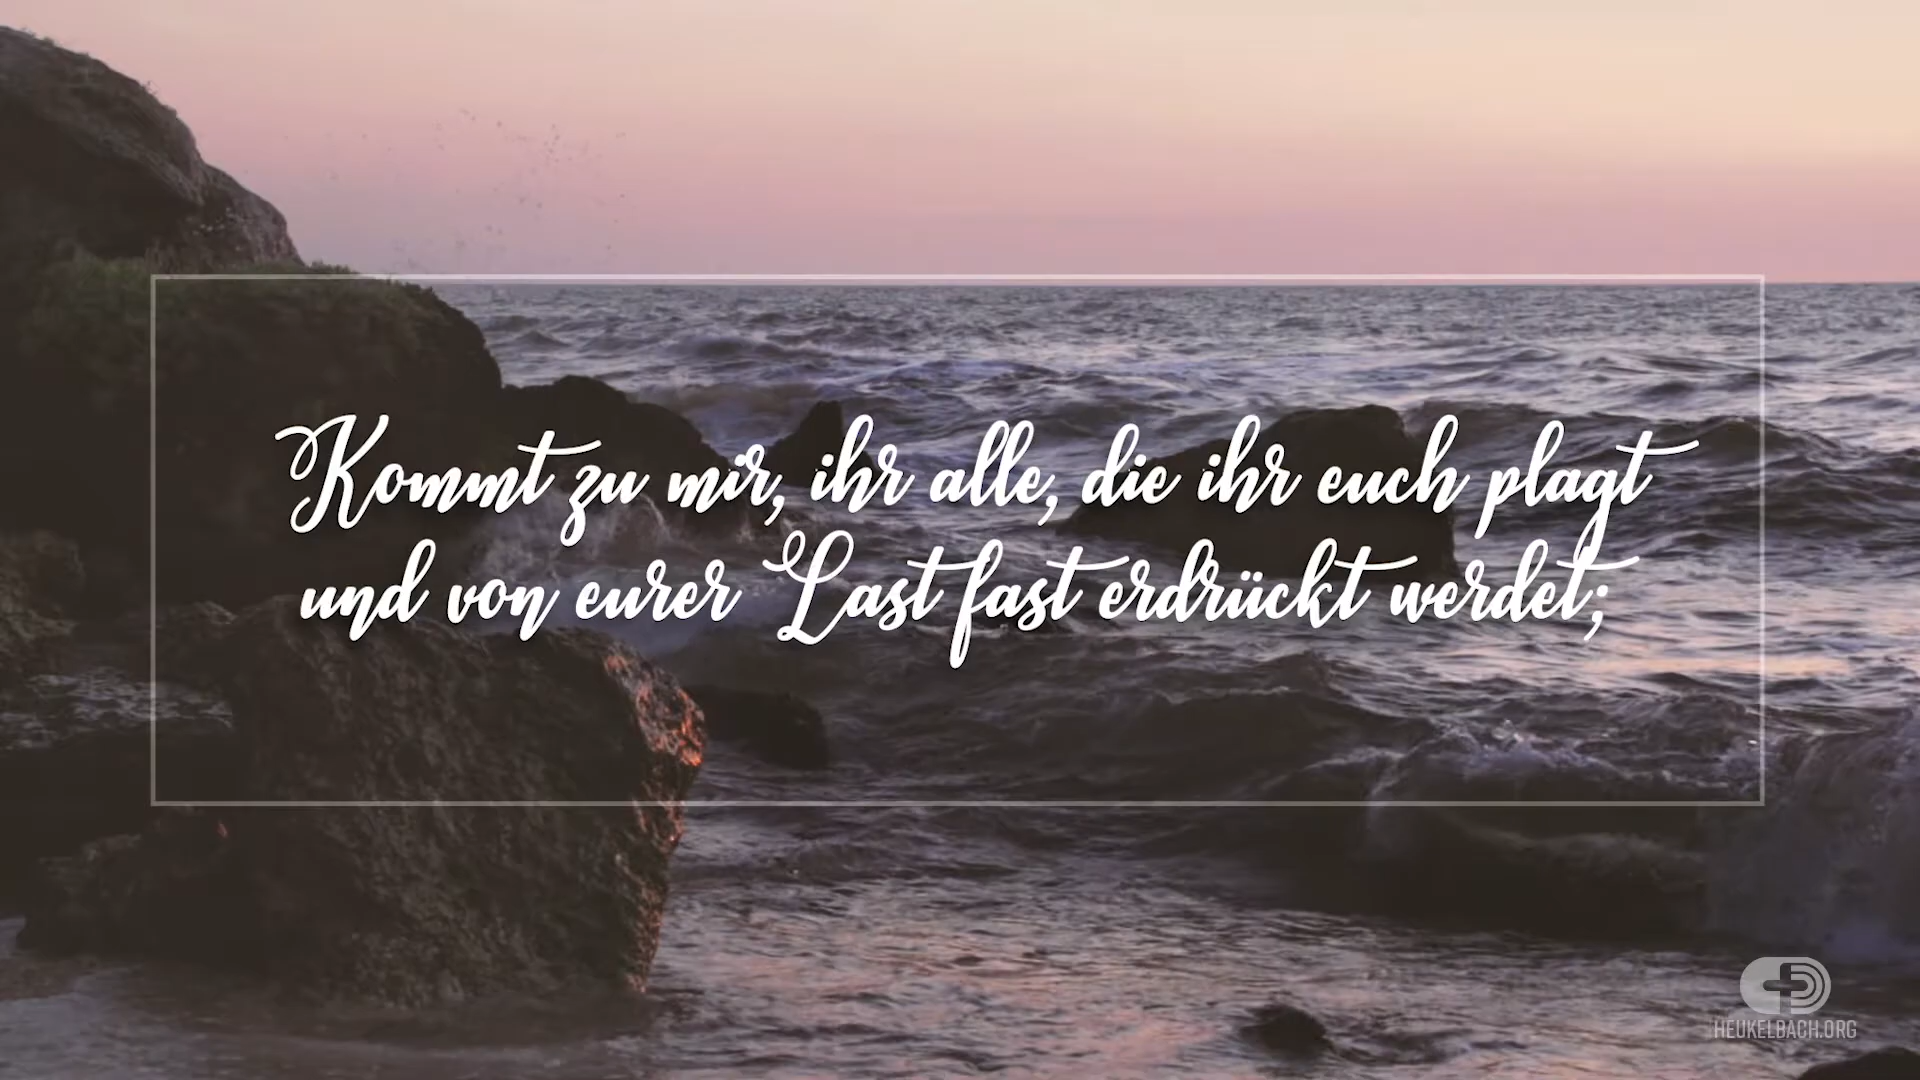 Kommt zu mir, ihr alle, die ihr euch plagt
und von eurer Last fast erdrückt werdet;
HEUKELBACH.ORG